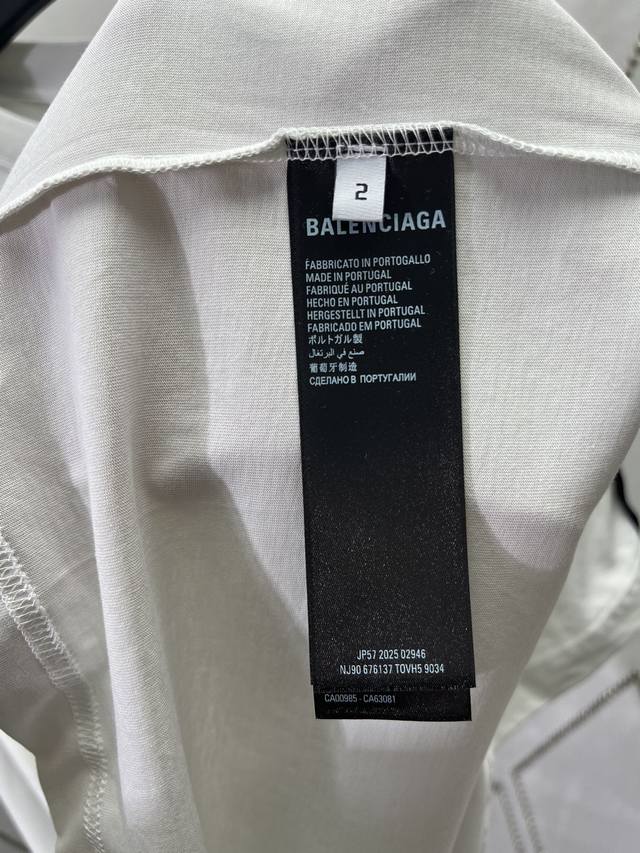 2
BALENCIAGA
FABBRICATO IN PORTOGALLO
MADE IN PORTUGAL
FABRIQUÉ AU PORTUGAL
HECHO EN PORTUGAL
HERGESTELLT IN PORTUGAL
FABRICADO EM PORTUGAL
ポルトガル製
صنع في البرتغال
葡萄牙制造
СДЕЛАНО В ПОРТУГАЛИИ
JP57 2025 02946
NJ90 676137 TOVH5 9034
CA00985 - CA63081